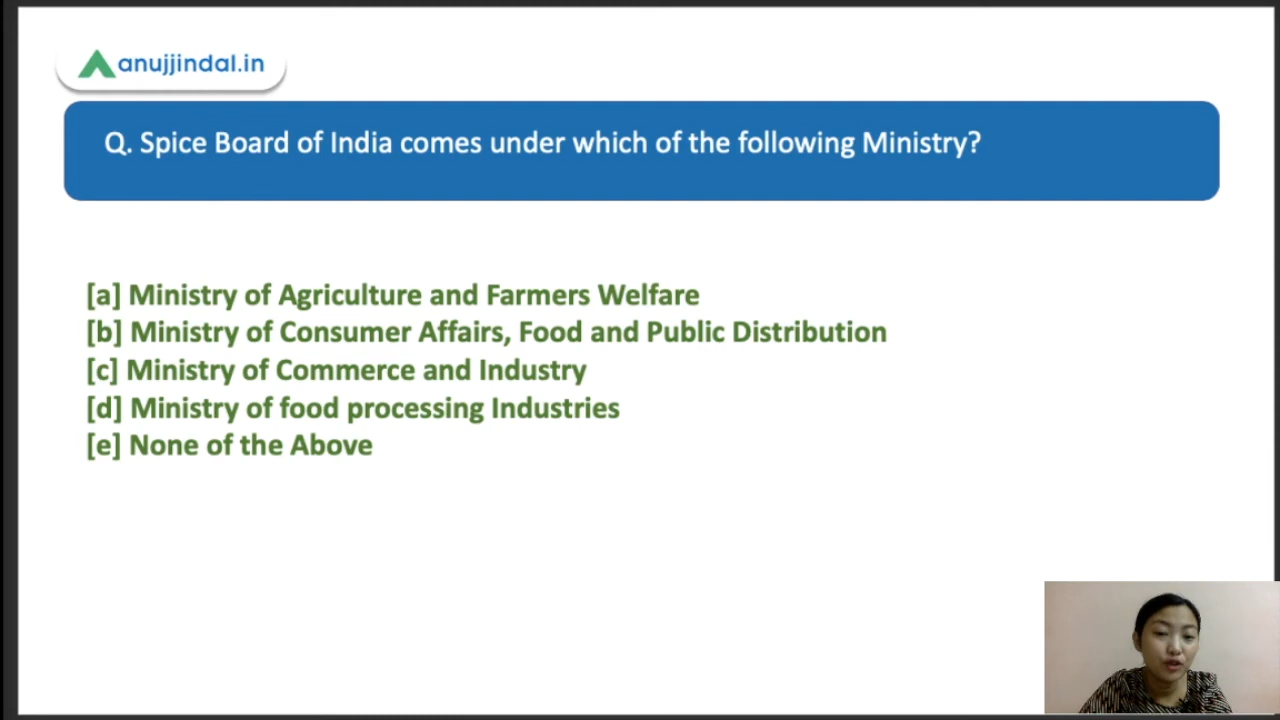 anujjindal.in
Q. Spice Board of India comes under which of the following Ministry?
[a] Ministry of Agriculture and Farmers Welfare
[b] Ministry of Consumer Affairs, Food and Public Distribution
[c] Ministry of Commerce and Industry
[d] Ministry of food processing Industries
[e] None of the Above